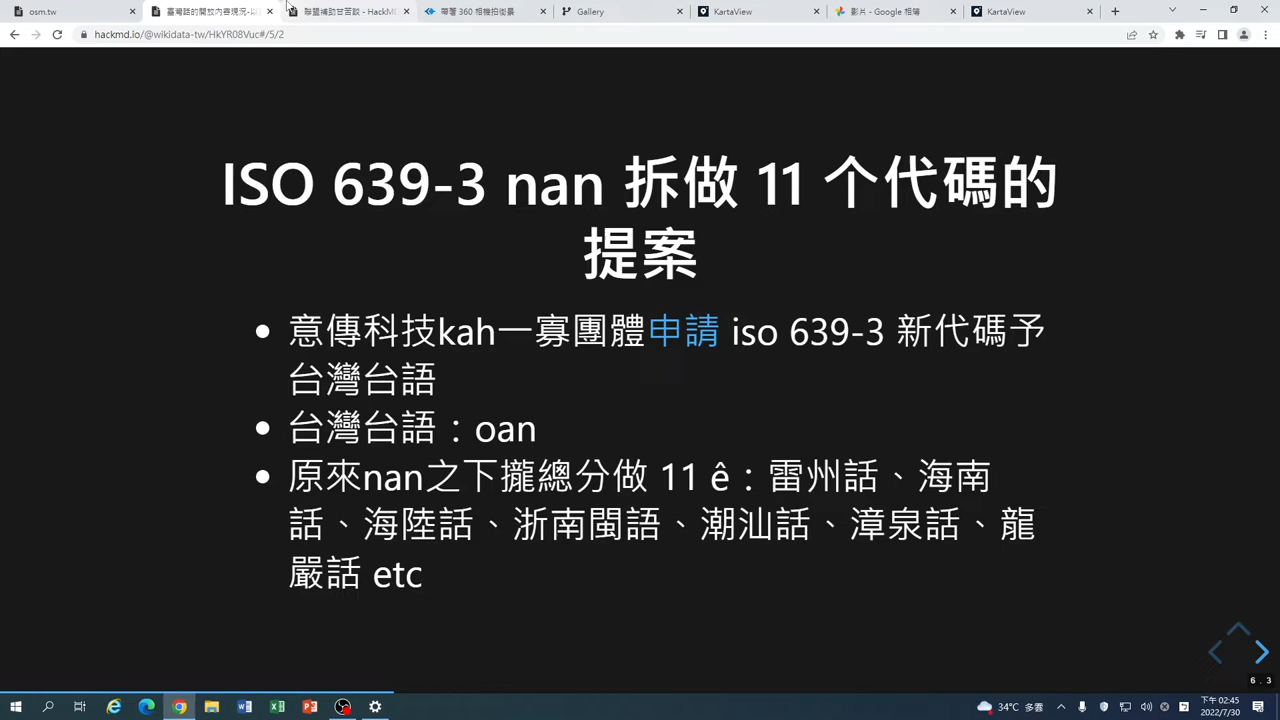 osm.tw
臺灣話的開放內容現況-以
聯盟補助甘苦談 - HackMD
帶著 360 相機拍街景
Gallery
KartaView
影片 - Google 相簿
KartaView
hackmd.io/@wikidata-tw/HkYR08Vuc#/5/2
ISO 639-3 nan 拆做 11 个代碼的
提案
意傳科技kah一寡團體申請 iso 639-3 新代碼予
台灣台語
台灣台語：oan
原來nan之下攏總分做 11 ê：雷州話、海南
話、海陸話、浙南閩語、潮汕話、漳泉話、龍
嚴話 etc
6.3
34°C 多雲
下午 02:45
2022/7/30